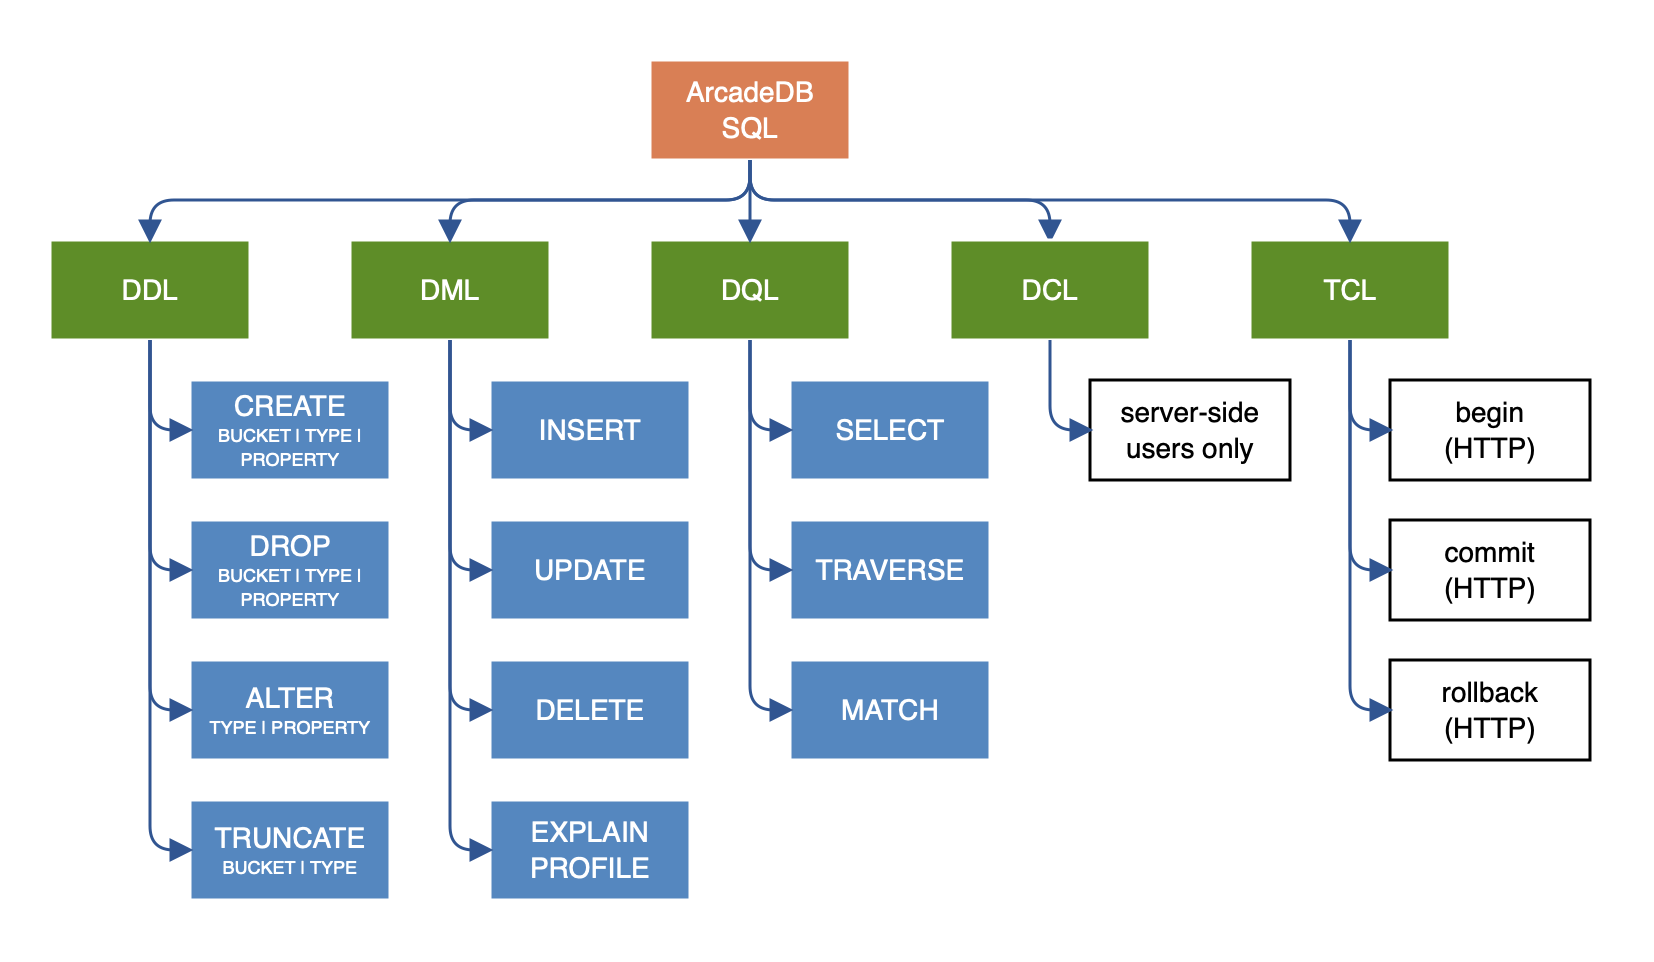 ArcadeDB
SQL
DDL
DML
DQL
DCL
TCL
CREATE
BUCKET | TYPE |
PROPERTY
DROP
BUCKET | TYPE |
PROPERTY
ALTER
TYPE | PROPERTY
TRUNCATE
BUCKET | TYPE
INSERT
UPDATE
DELETE
EXPLAIN
PROFILE
SELECT
TRAVERSE
MATCH
server-side
users only
begin
(HTTP)
commit
(HTTP)
rollback
(HTTP)